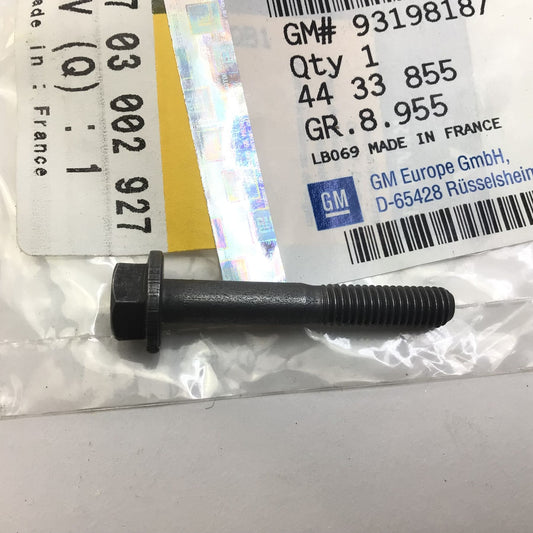 GM# 93198187
Qty 1
44 33 855
GR.8.955
LB069 MADE IN FRANCE
GM
GM Europe GmbH,
D-65428 Rüsselsheim
7 03 002 927
V (Q) : 1
ade in : France